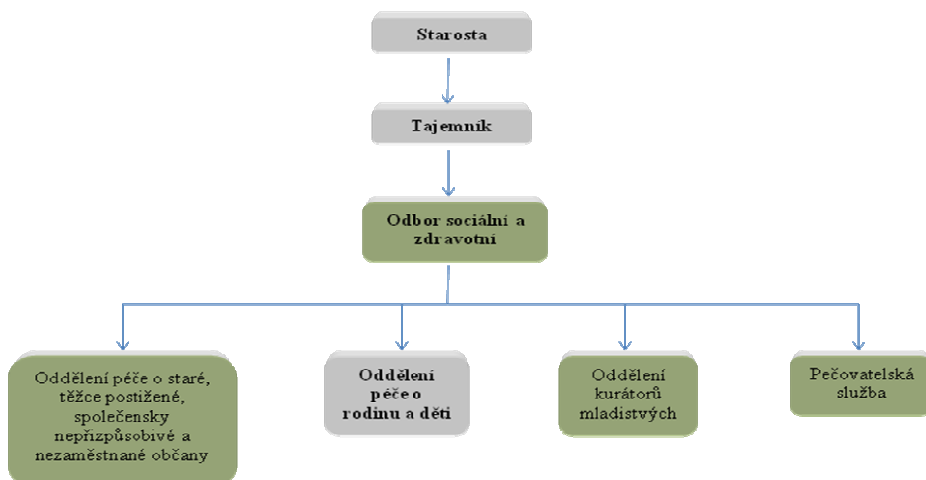 Starosta
Tajemník
Odbor sociální a
zdravotní
Oddělení péče o staré,
těžce postižené,
společensky
nepřizpůsobivé a
nezaměstnané občany
Oddělení
péče o
rodinu a děti
Oddělení
kurátorů
mladistvých
Pečovatelská
služba